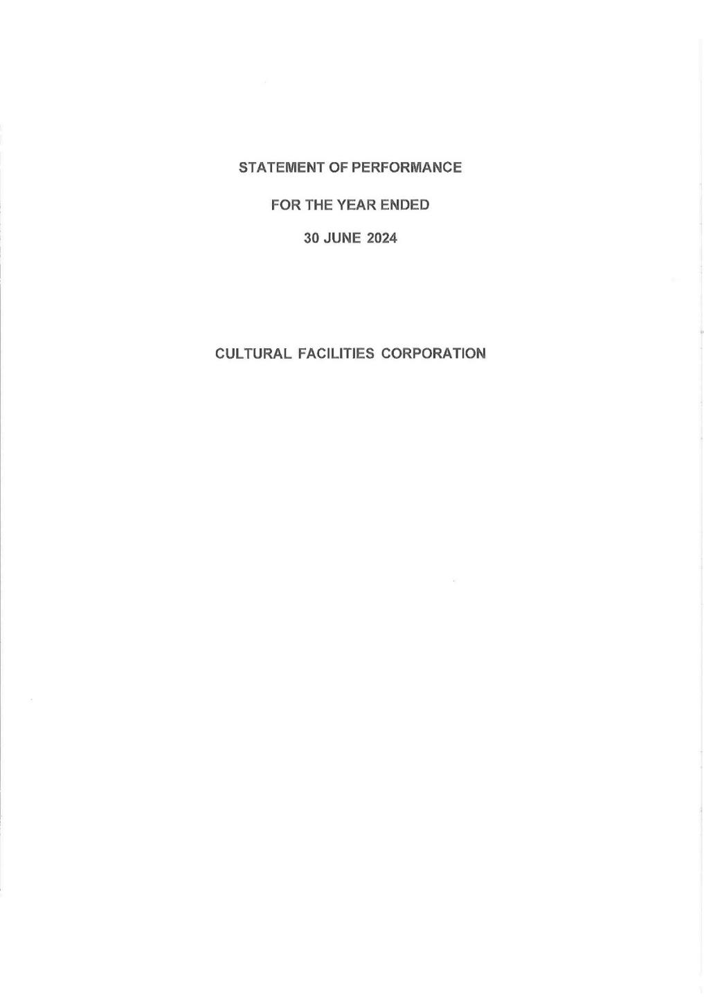 STATEMENT OF PERFORMANCE
FOR THE YEAR ENDED
30 JUNE 2024
CULTURAL FACILITIES CORPORATION